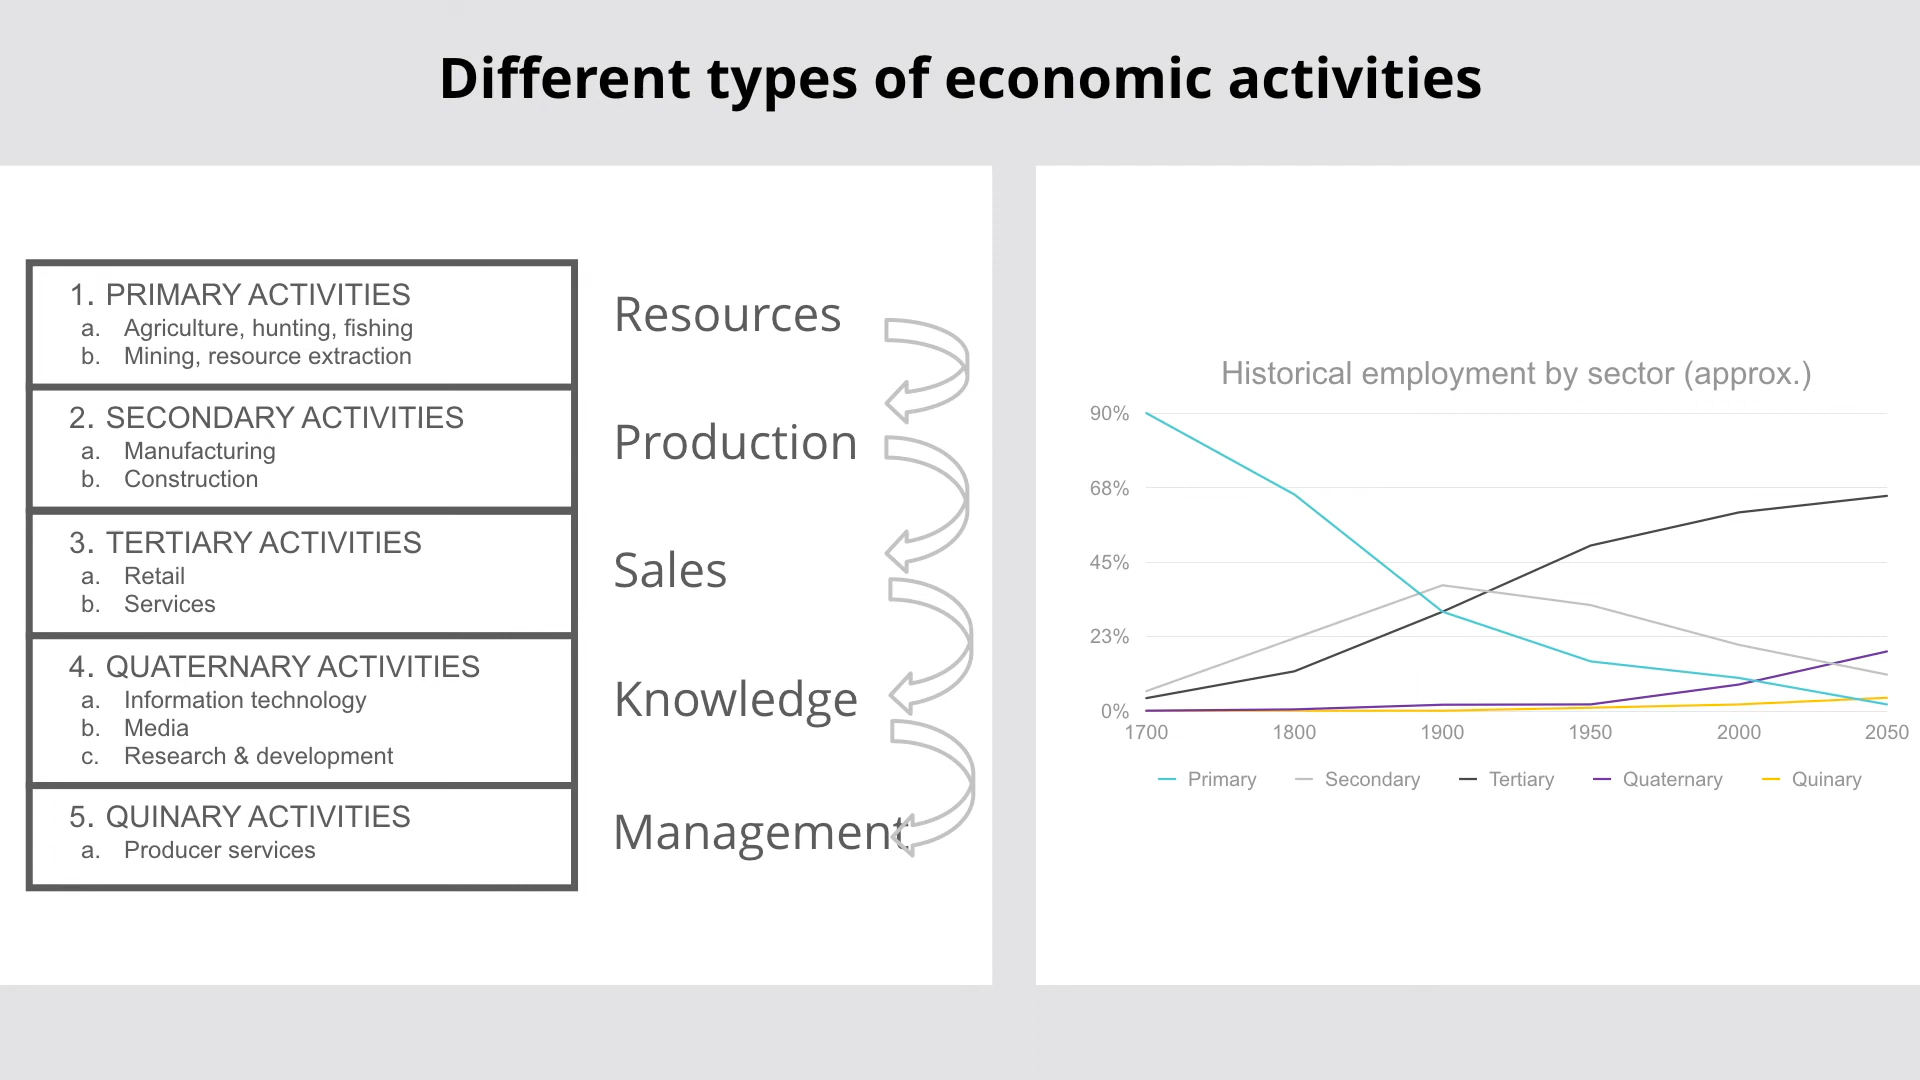 Different types of economic activities
1. PRIMARY ACTIVITIES
a. Agriculture, hunting, fishing
b. Mining, resource extraction
2. SECONDARY ACTIVITIES
a. Manufacturing
b. Construction
3. TERTIARY ACTIVITIES
a. Retail
b. Services
4. QUATERNARY ACTIVITIES
a. Information technology
b. Media
c. Research & development
5. QUINARY ACTIVITIES
a. Producer services
Resources
Production
Sales
Knowledge
Management
Historical employment by sector (approx.)
90%
68%
45%
23%
0%
1700 1800 1900 1950 2000 2050
Primary Secondary Tertiary Quaternary Quinary